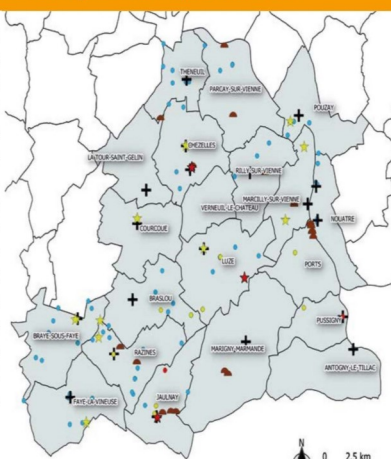 THENEUIL
PARCAY-SUR-VIENNE
POUZAY
CHEZELLES
LA TOUR-SAINT-GELIN
RILLY-SUR-VIENNE
MARCILLY-SUR-VIENNE
VERNEUIL-LE-CHATEAU
NOUATRE
COURCOUE
LUZE
PORTS
BRASLOU
PUSSIGNY
BRAYE-SOUS-FAYE
RAZINES
MARIGNY-MARMANDE
ANTOGNY-LE-TILLAC
FAYE-LA-VINEUSE
JAULNAY
N
0 2.5 km